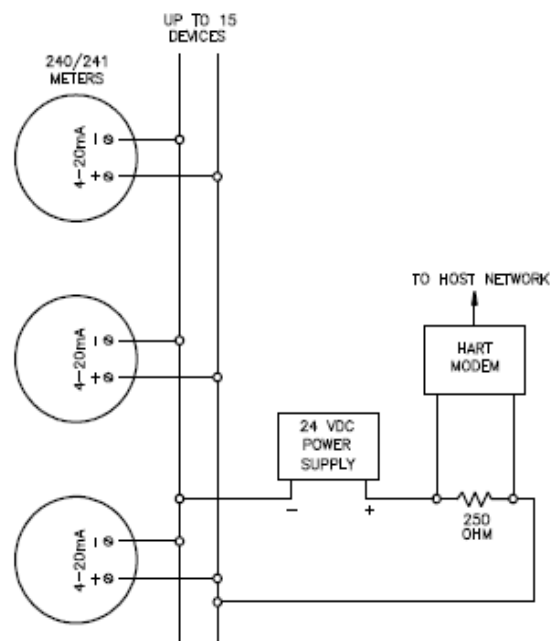 UP TO 15
DEVICES
240/241
METERS
4-20mA
-
+
4-20mA
-
+
TO HOST NETWORK
HART
MODEM
24 VDC
POWER
SUPPLY
-
+
250
OHM
4-20mA
-
+